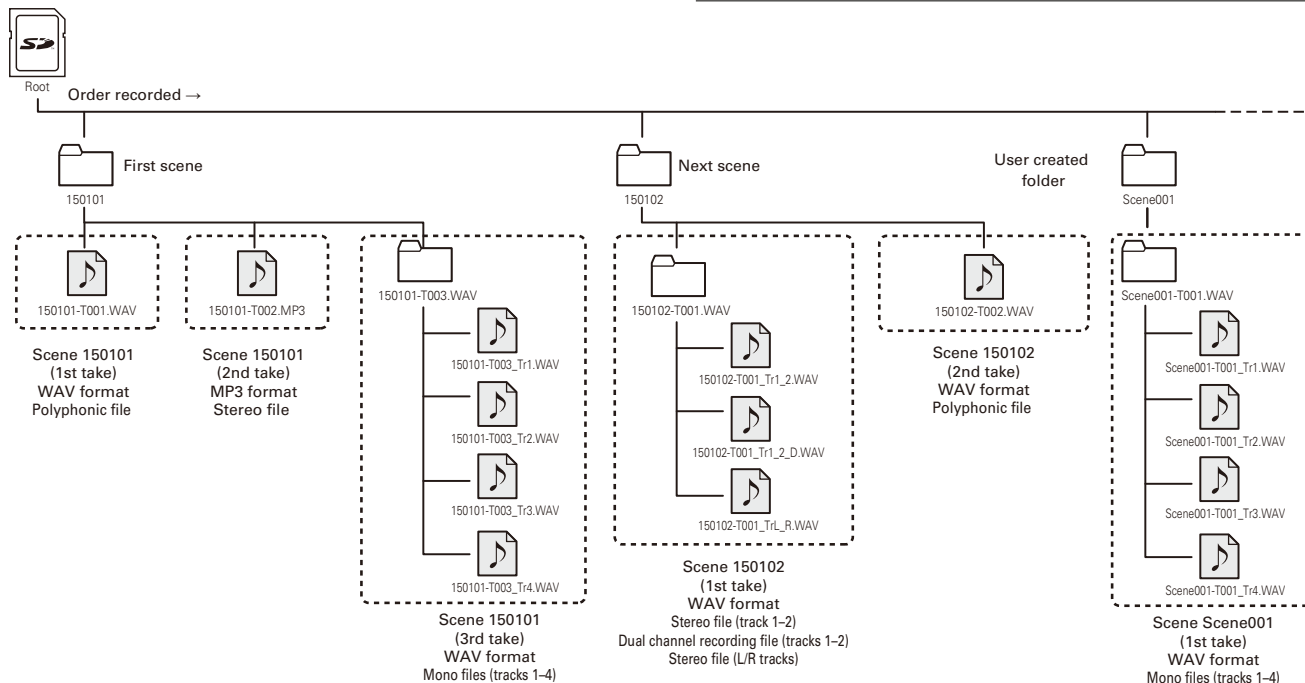 SD
Root
Order recorded →
First scene
150101
Next scene
150102
User created
folder
Scene001
150101-T001.WAV
Scene 150101
(1st take)
WAV format
Polyphonic file
150101-T002.MP3
Scene 150101
(2nd take)
MP3 format
Stereo file
150101-T003.WAV
150101-T003_Tr1.WAV
150101-T003_Tr2.WAV
150101-T003_Tr3.WAV
150101-T003_Tr4.WAV
Scene 150101
(3rd take)
WAV format
Mono files (tracks 1–4)
150102-T001.WAV
150102-T001_Tr1_2.WAV
150102-T001_Tr1_2_D.WAV
150102-T001_TrL_R.WAV
Scene 150102
(1st take)
WAV format
Stereo file (track 1–2)
Dual channel recording file (tracks 1–2)
Stereo file (L/R tracks)
150102-T002.WAV
Scene 150102
(2nd take)
WAV format
Polyphonic file
Scene001-T001.WAV
Scene001-T001_Tr1.WAV
Scene001-T001_Tr2.WAV
Scene001-T001_Tr3.WAV
Scene001-T001_Tr4.WAV
Scene Scene001
(1st take)
WAV format
Mono files (tracks 1–4)